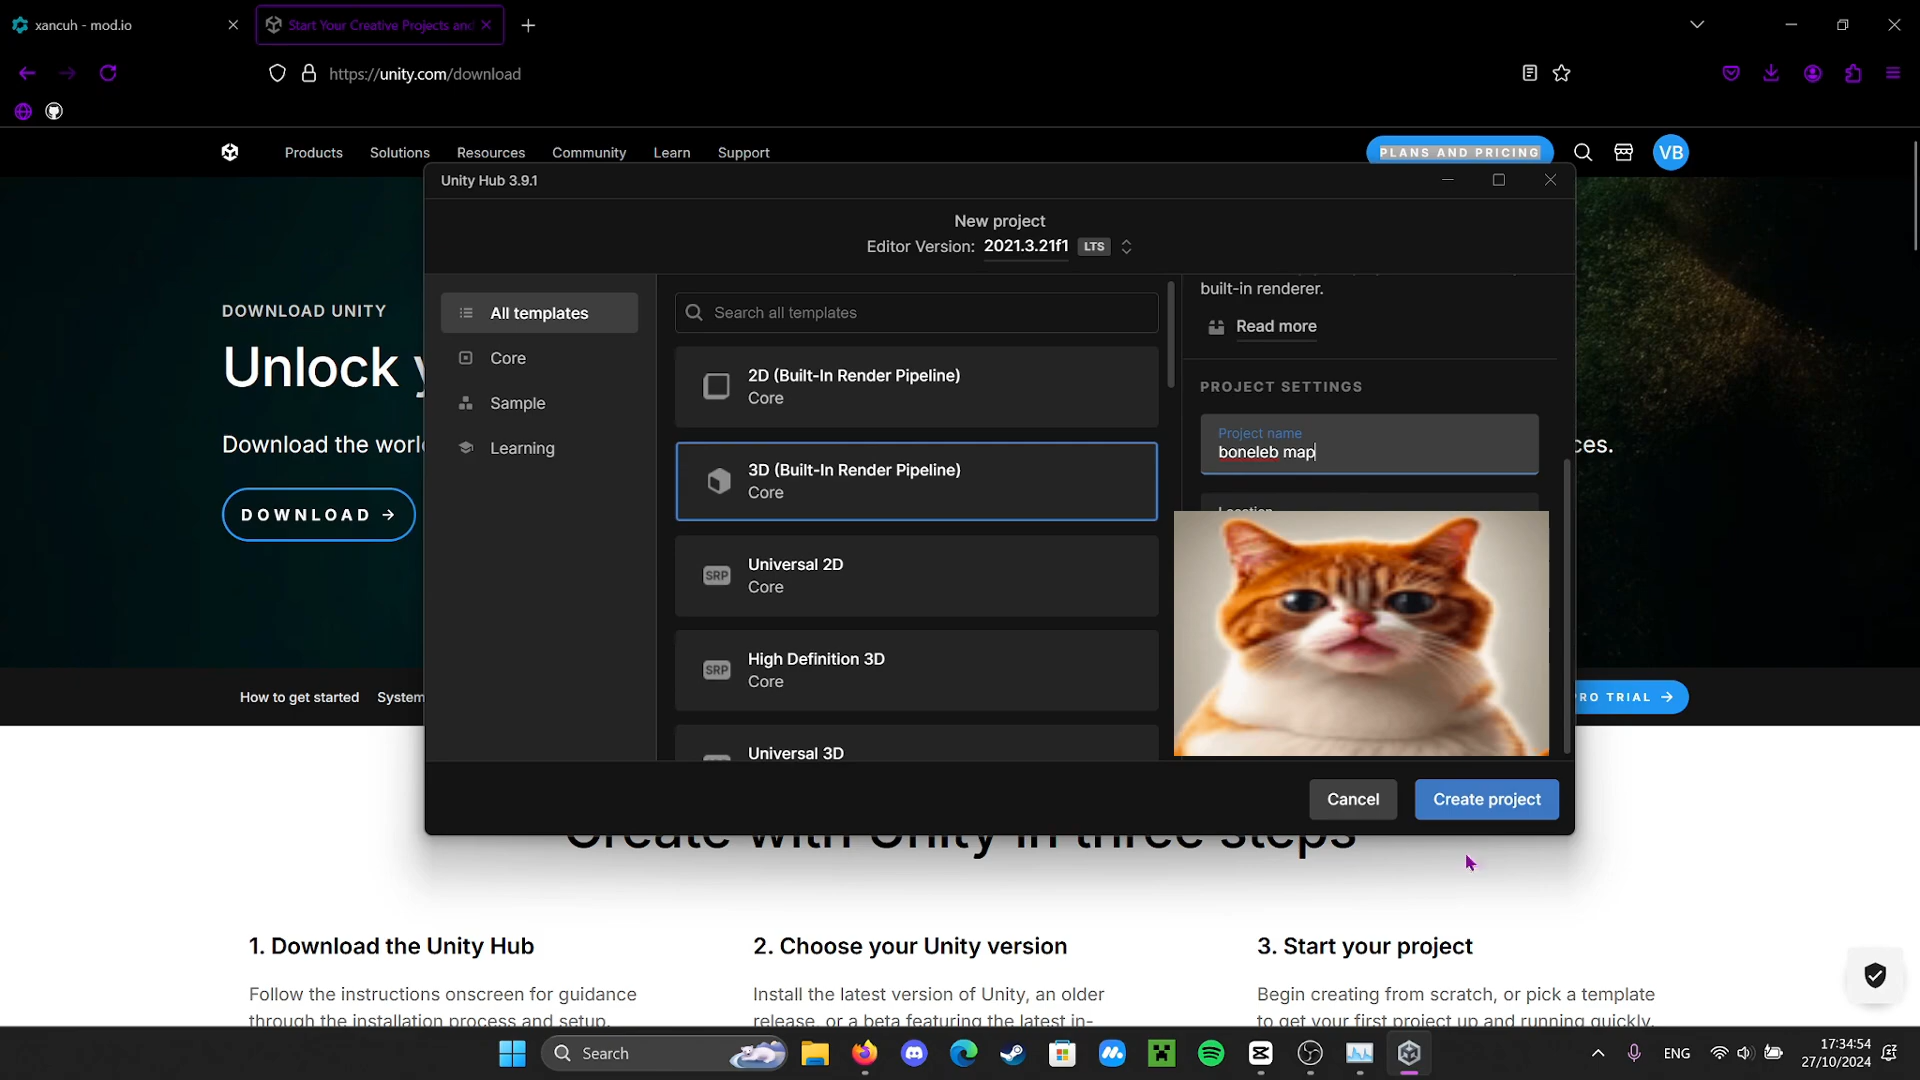 xancuh - mod.io
Start Your Creative Projects and
https://unity.com/download
Products
Solutions
Resources
Community
Learn
Support
PLANS AND PRICING
VB
Unity Hub 3.9.1
New project
Editor Version: 2021.3.21f1 LTS
All templates
Core
Sample
Learning
Search all templates
2D (Built-In Render Pipeline)
Core
3D (Built-In Render Pipeline)
Core
SRP
Universal 2D
Core
SRP
High Definition 3D
Core
Universal 3D
built-in renderer.
Read more
PROJECT SETTINGS
Project name
boneleb map
Location
Cancel
Create project
DOWNLOAD UNITY
Unlock
Download the
DOWNLOAD →
How to get started
System
TRIAL →
Create with Unity in three steps
1. Download the Unity Hub
Follow the instructions onscreen for guidance
through the installation process and setup.
2. Choose your Unity version
Install the latest version of Unity, an older
release, or a beta featuring the latest in-
3. Start your project
Begin creating from scratch, or pick a template
to get your first project up and running quickly.
Search
ENG
17:34:54
27/10/2024